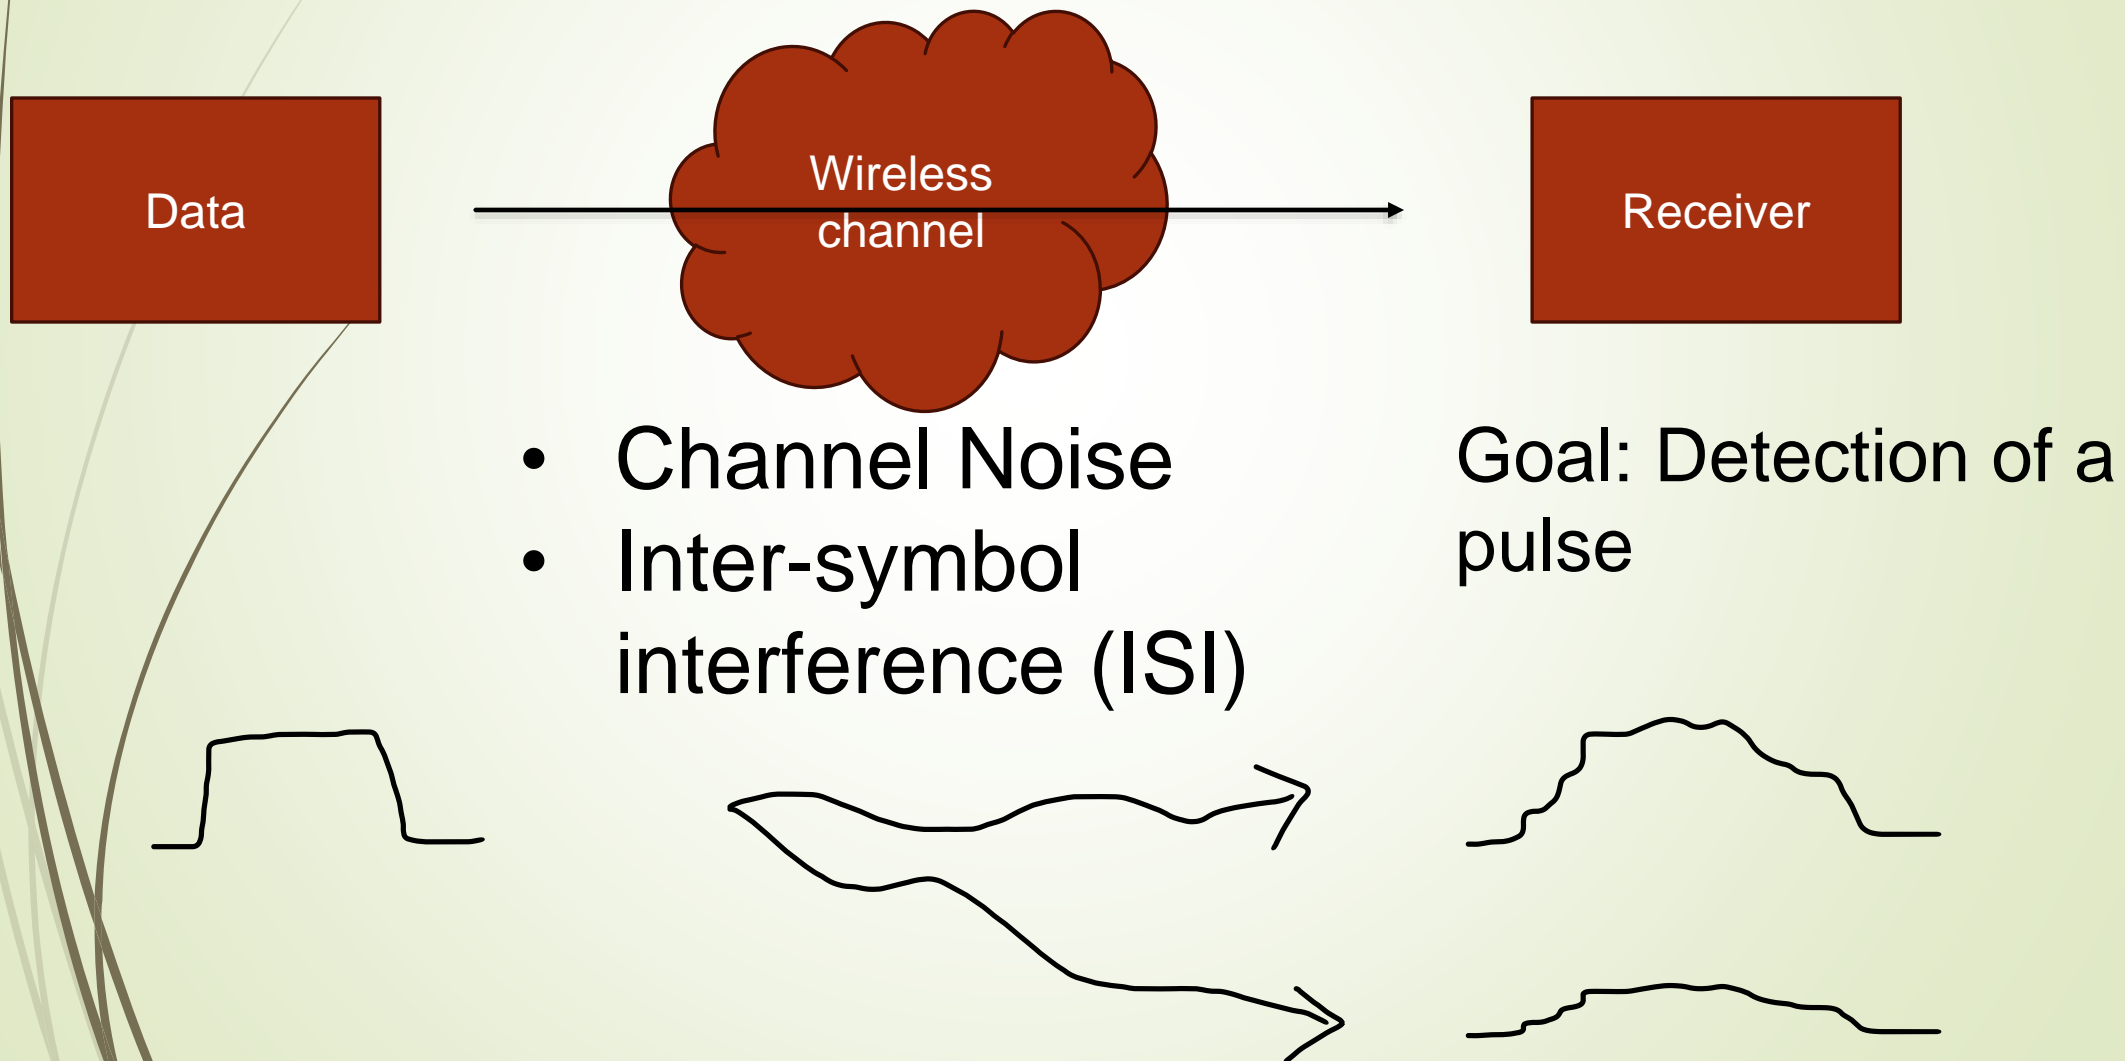 Data
Wireless
channel
Receiver
• Channel Noise
• Inter-symbol
interference (ISI)
Goal: Detection of a
pulse